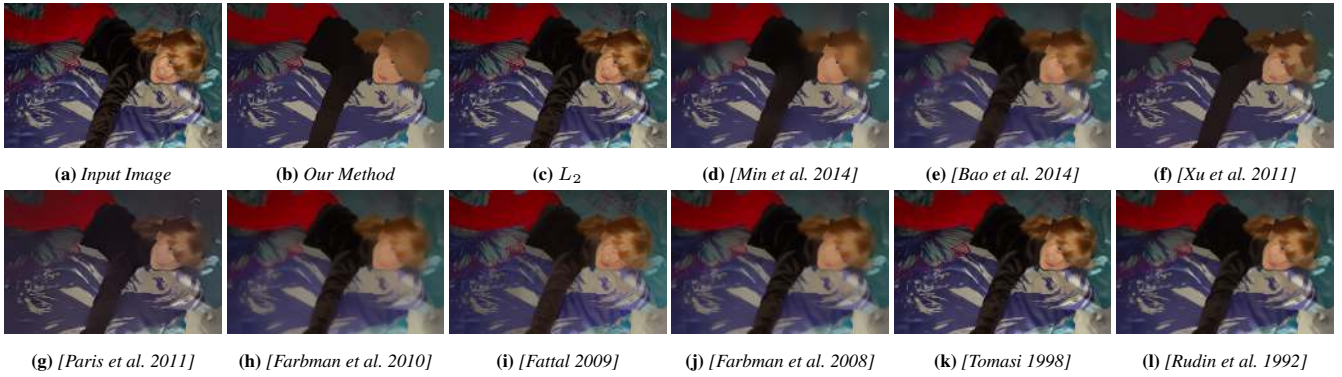 (a) Input Image
(b) Our Method
(c) L₂
(d) [Min et al. 2014]
(e) [Bao et al. 2014]
(f) [Xu et al. 2011]
(g) [Paris et al. 2011]
(h) [Farbman et al. 2010]
(i) [Fattal 2009]
(j) [Farbman et al. 2008]
(k) [Tomasi 1998]
(l) [Rudin et al. 1992]